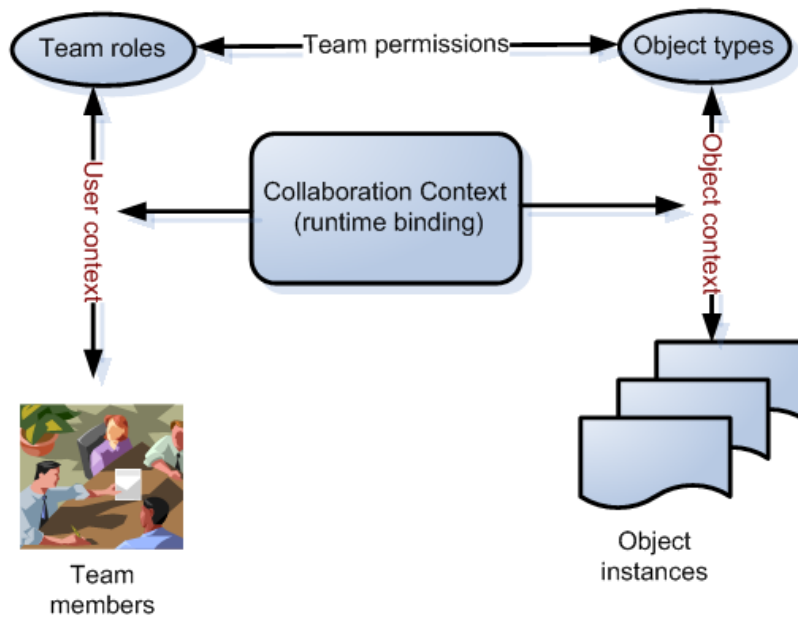 Team roles
Team permissions
Object types
User context
Object context
Collaboration Context
(runtime binding)
Team
members
Object
instances